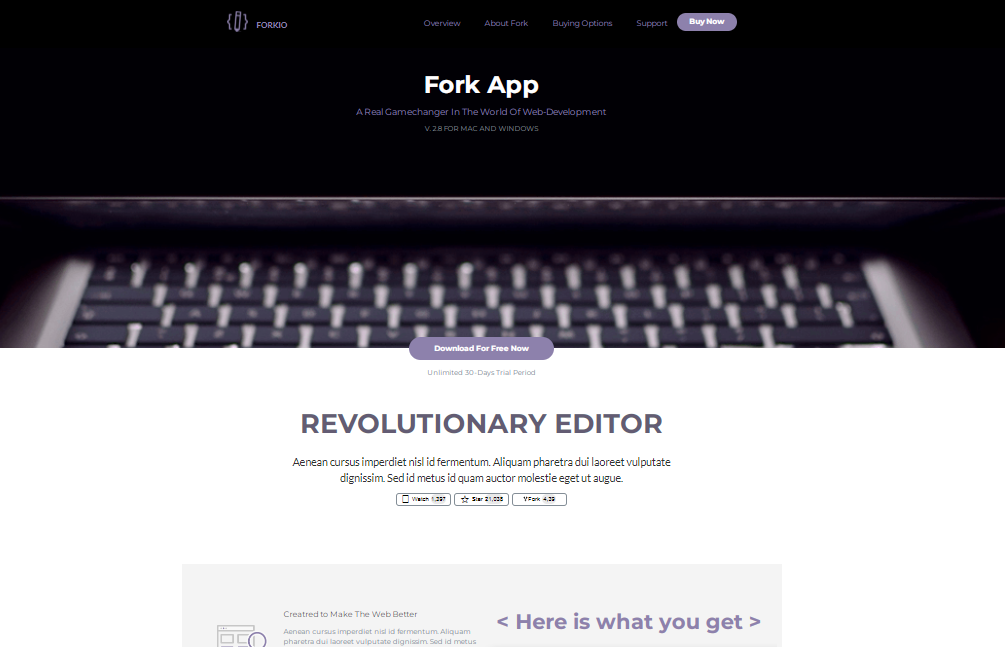 FORKIO
Overview
About Fork
Buying Options
Support
Buy Now
Fork App
A Real Gamechanger In The World Of Web-Development
V. 2.8 FOR MAC AND WINDOWS
Download For Free Now
Unlimited 30-Days Trial Period
REVOLUTIONARY EDITOR
Aenean cursus imperdiet nisl id fermentum. Aliquam pharetra dui laoreet vulputate
dignissim. Sed id metus id quam auctor molestie eget ut augue.
Watch 1,397
Star 21,008
Fork 4,39
Creatred to Make The Web Better
Aenean cursus imperdiet nisl id fermentum. Aliquam
pharetra dui laoreet vulputate dignissim. Sed id metus
< Here is what you get >